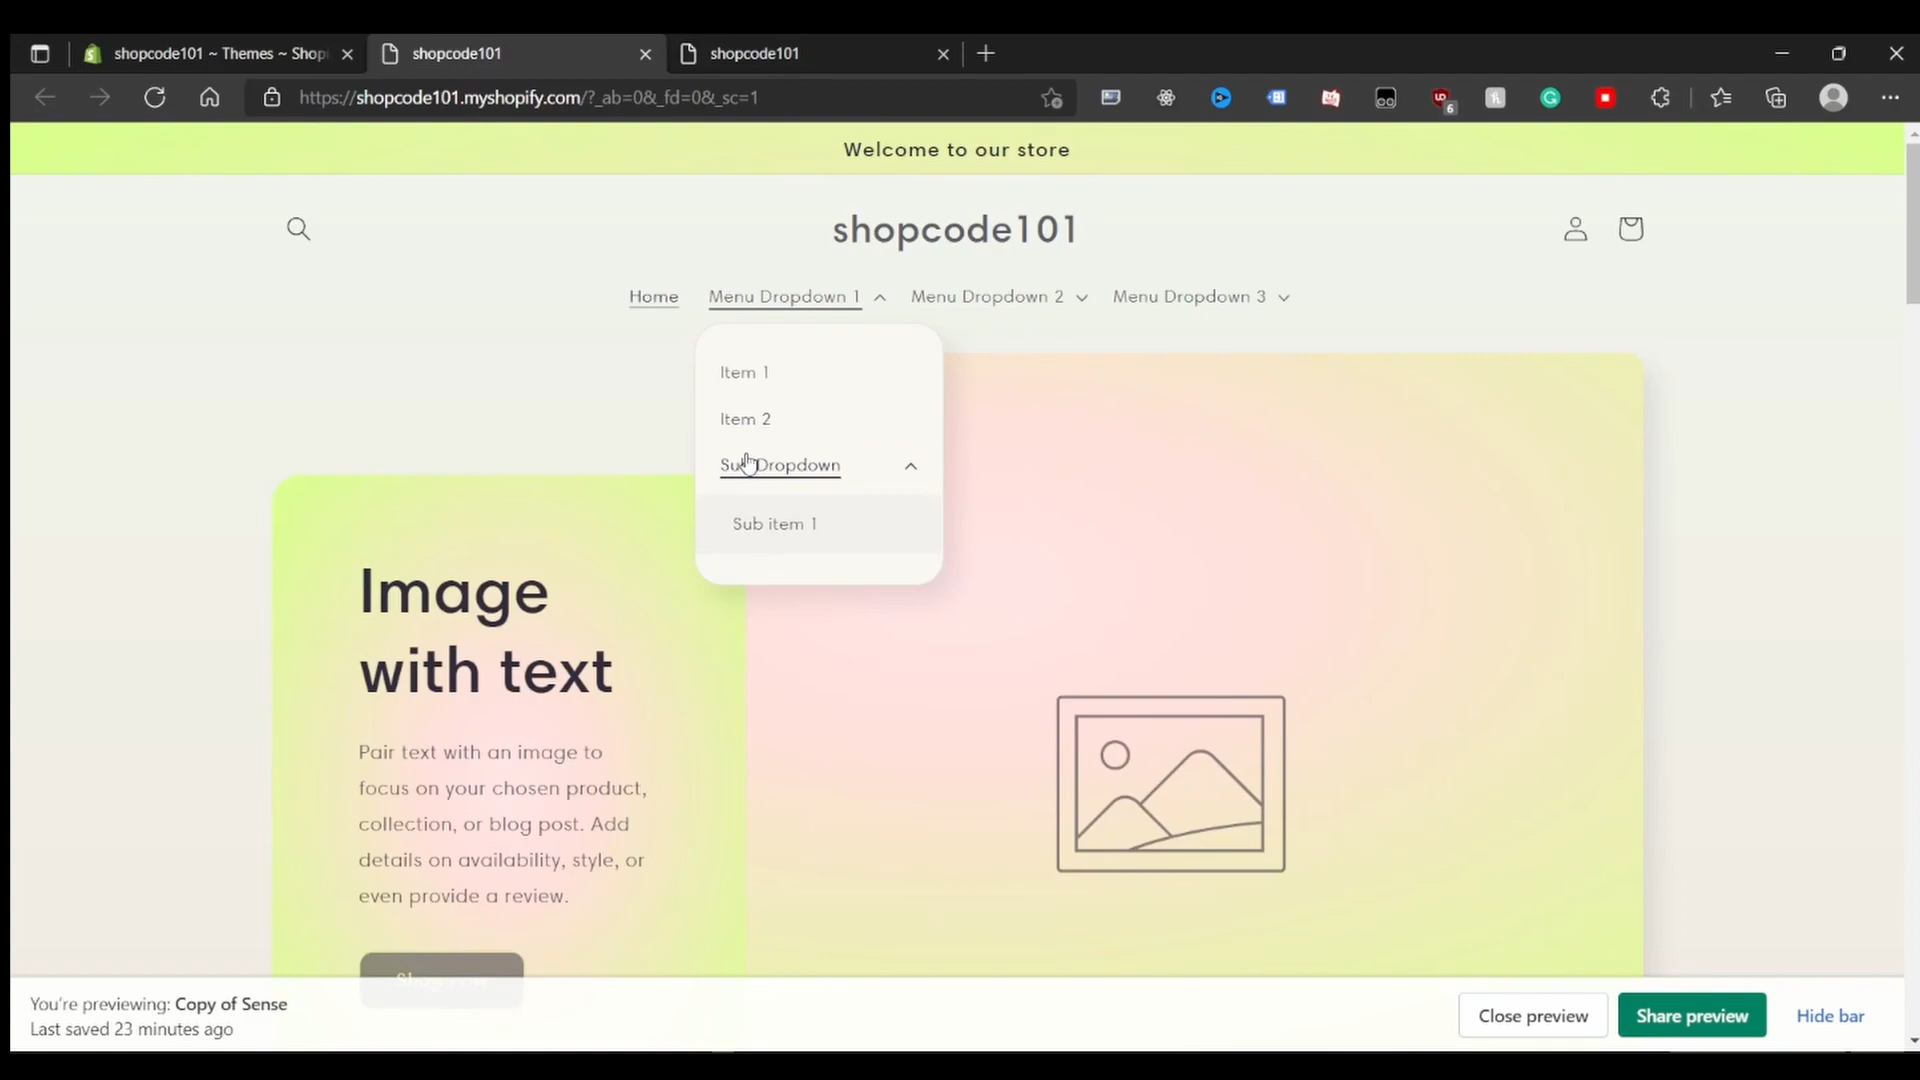 shopcode101 ~ Themes ~ Shopi
shopcode101
shopcode101
https://shopcode101.myshopify.com/?_ab=0&_fd=0&_sc=1
6
Welcome to our store
shopcode101
Home
Menu Dropdown 1
Menu Dropdown 2
Menu Dropdown 3
Item 1
Item 2
Sub Dropdown
Sub item 1
Image
with text
Pair text with an image to
focus on your chosen product,
collection, or blog post. Add
details on availability, style, or
even provide a review.
You're previewing: Copy of Sense
Last saved 23 minutes ago
Close preview
Share preview
Hide bar